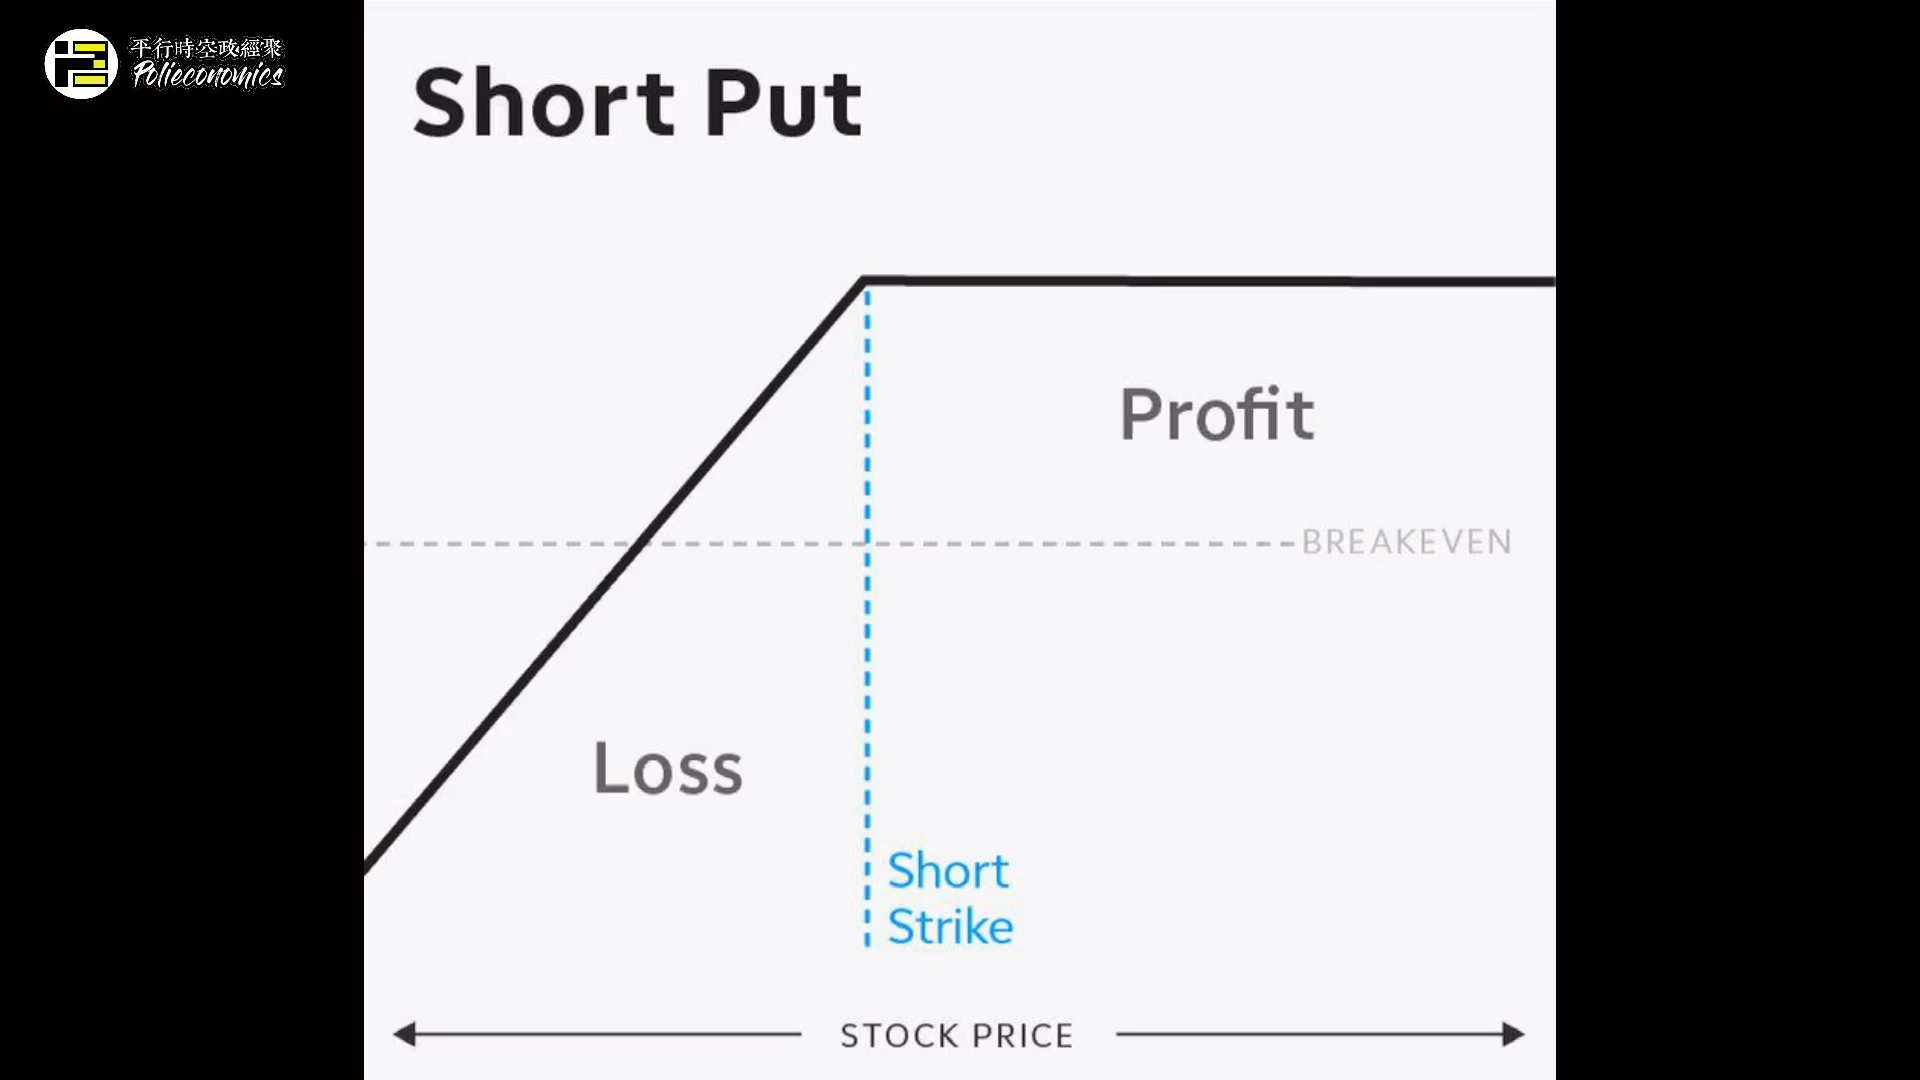 平行時空政經聚
Polieconomics
Short Put
Profit
BREAKEVEN
Loss
Short
Strike
STOCK PRICE